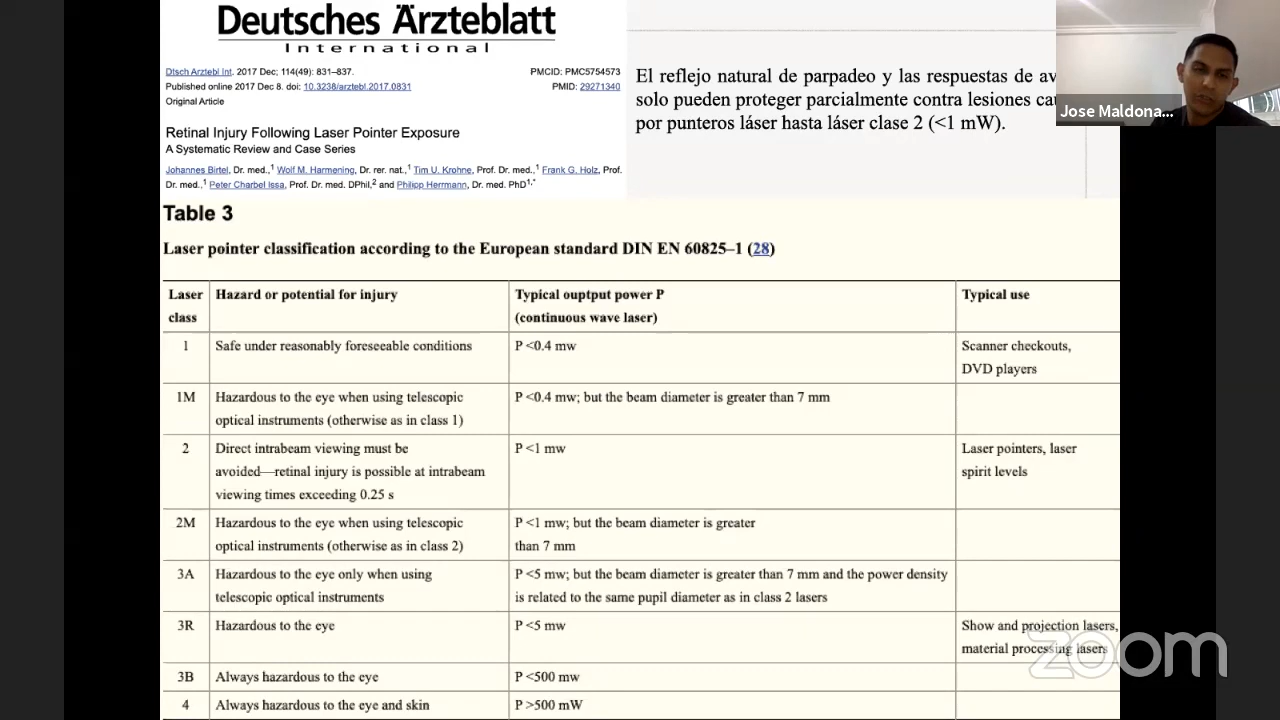 Deutsches Ärzteblatt
International
Dtsch Arztebl Int. 2017 Dec; 114(49): 831–837.
PMCID: PMC5754573
Published online 2017 Dec 8. doi: 10.3238/arztebl.2017.0831
PMID: 29271340
Original Article
Retinal Injury Following Laser Pointer Exposure
A Systematic Review and Case Series
Johannes Birtel, Dr. med.,1 Wolf M. Harmening, Dr. rer. nat.,1 Tim U. Krohne, Prof. Dr. med.,1 Frank G. Holz, Prof.
Dr. med.,1 Peter Charbel Issa, Prof. Dr. med. DPhil,2 and Philipp Herrmann, Dr. med. PhD1,*
El reflejo natural de parpadeo y las respuestas de av
solo pueden proteger parcialmente contra lesiones ca
por punteros láser hasta láser clase 2 (<1 mW).
Jose Maldona...
Table 3
Laser pointer classification according to the European standard DIN EN 60825–1 (28)
Laser class
Hazard or potential for injury
Typical ouptput power P
(continuous wave laser)
Typical use
1
Safe under reasonably foreseeable conditions
P <0.4 mw
Scanner checkouts,
DVD players
1M
Hazardous to the eye when using telescopic
optical instruments (otherwise as in class 1)
P <0.4 mw; but the beam diameter is greater than 7 mm
2
Direct intrabeam viewing must be
avoided—retinal injury is possible at intrabeam
viewing times exceeding 0.25 s
P <1 mw
Laser pointers, laser
spirit levels
2M
Hazardous to the eye when using telescopic
optical instruments (otherwise as in class 2)
P <1 mw; but the beam diameter is greater
than 7 mm
3A
Hazardous to the eye only when using
telescopic optical instruments
P <5 mw; but the beam diameter is greater than 7 mm and the power density
is related to the same pupil diameter as in class 2 lasers
3R
Hazardous to the eye
P <5 mw
Show and projection lasers,
material processing lasers
3B
Always hazardous to the eye
P <500 mw
4
Always hazardous to the eye and skin
P >500 mW
zoom